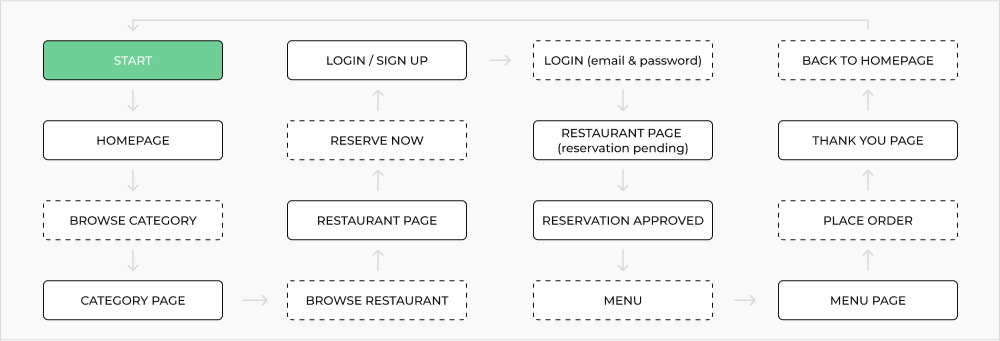 START
HOMEPAGE
BROWSE CATEGORY
CATEGORY PAGE
BROWSE RESTAURANT
RESTAURANT PAGE
RESERVE NOW
LOGIN / SIGN UP
LOGIN (email & password)
RESTAURANT PAGE
(reservation pending)
RESERVATION APPROVED
MENU
MENU PAGE
PLACE ORDER
THANK YOU PAGE
BACK TO HOMEPAGE